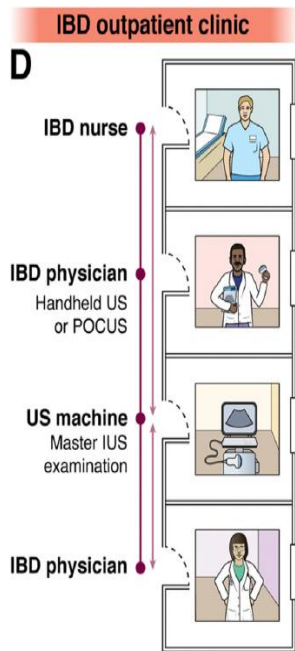 IBD outpatient clinic
D
IBD nurse
IBD physician
Handheld US
or POCUS
US machine
Master IUS
examination
IBD physician